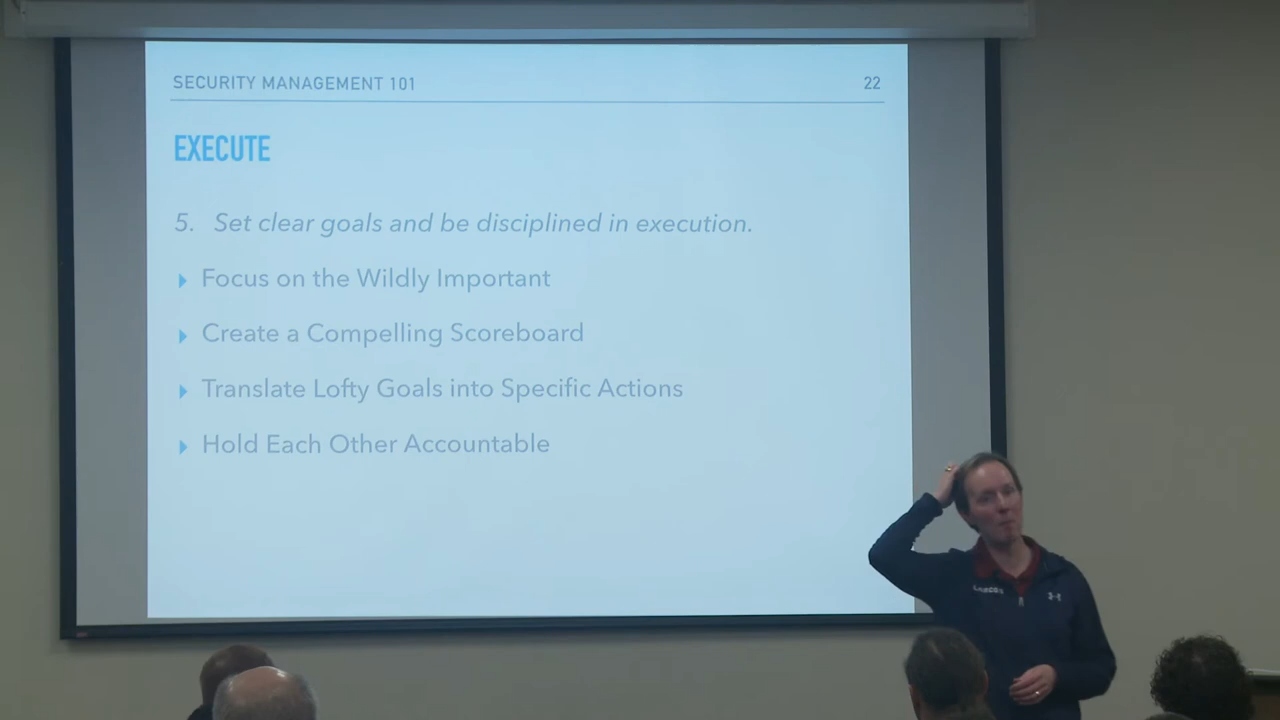 SECURITY MANAGEMENT 101 22
EXECUTE
5. Set clear goals and be disciplined in execution.
Focus on the Wildly Important
Create a Compelling Scoreboard
Translate Lofty Goals into Specific Actions
Hold Each Other Accountable